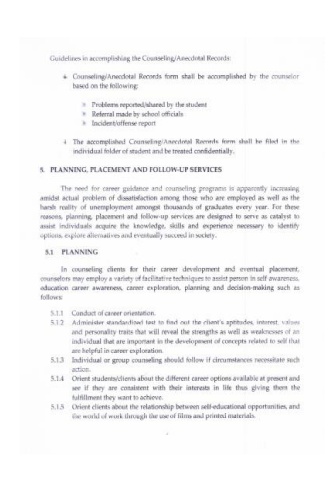 Guidelines in accomplishing the Counseling/Anecdotal Records:
Counseling/Anecdotal Records form shall be accomplished by the counselor
based on the following:
» Problems reported/shared by the student
» Referral made by school officials
» Incident/offense report
The accomplished Counseling/Anecdotal Records form shall be filed in the
individual folder of student and be treated confidentially.
5. PLANNING, PLACEMENT AND FOLLOW-UP SERVICES
The need for career guidance and counseling programs is apparently increasing
amidst actual problem of dissatisfaction among those who are employed as well as the
harsh reality of unemployment amongst thousands of graduates every year. For these
reasons, planning, placement and follow-up services are designed to serve as catalyst to
assist individuals acquire the knowledge, skills and experience necessary to identify
options, explore alternatives and eventually succeed in society.
5.1 PLANNING
In counseling clients for their career development and eventual placement,
counselors may employ a variety of facilitative techniques to assist person in self awareness,
education career awareness, career exploration, planning and decision-making such as
follows:
5.1.1 Conduct of career orientation.
5.1.2 Administer standardized test to find out the client's aptitudes, interest, values
and personality traits that will reveal the strengths as well as weaknesses of an
individual that are important in the development of concepts related to self that
are helpful in career exploration.
5.1.3 Individual or group counseling should follow if circumstances necessitate such
action.
5.1.4 Orient students/clients about the different career options available at present and
see if they are consistent with their interests in life thus giving them the
fulfillment they want to achieve.
5.1.5 Orient clients about the relationship between self-educational opportunities, and
the world of work through the use of films and printed materials.